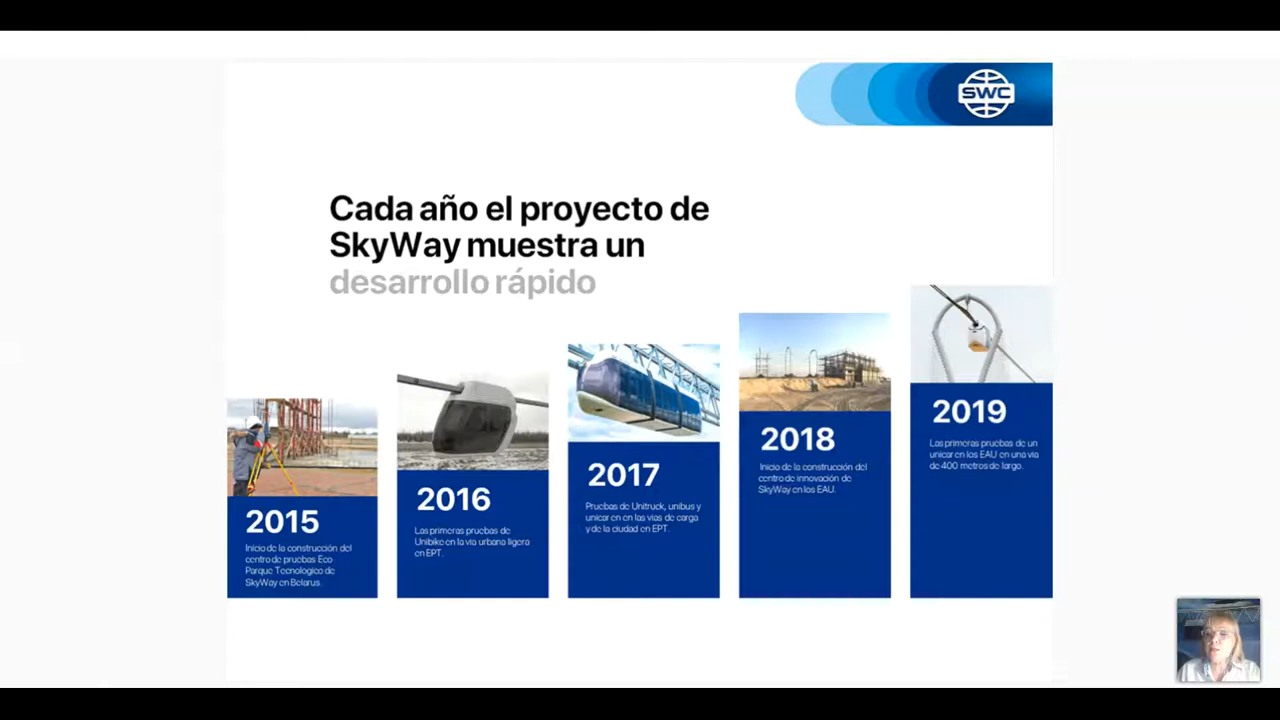 SWC
Cada año el proyecto de
SkyWay muestra un
desarrollo rápido
2015
Inicio de la construcción del
centro de pruebas Eco
Parque Tecnologico de
SkyWay en Belarus.
2016
Las primeras pruebas de
Unibike en la via urbana ligera
en EPT.
2017
Pruebas de Unitruck, unibus y
unicar en en las vias de carga
y de la ciudad en EPT.
2018
Inicio de la construcción del
centro de innovación de
SkyWay en los EAU.
2019
Las primeras pruebas de un
unicar en los EAU en una vía
de 400 metros de largo.